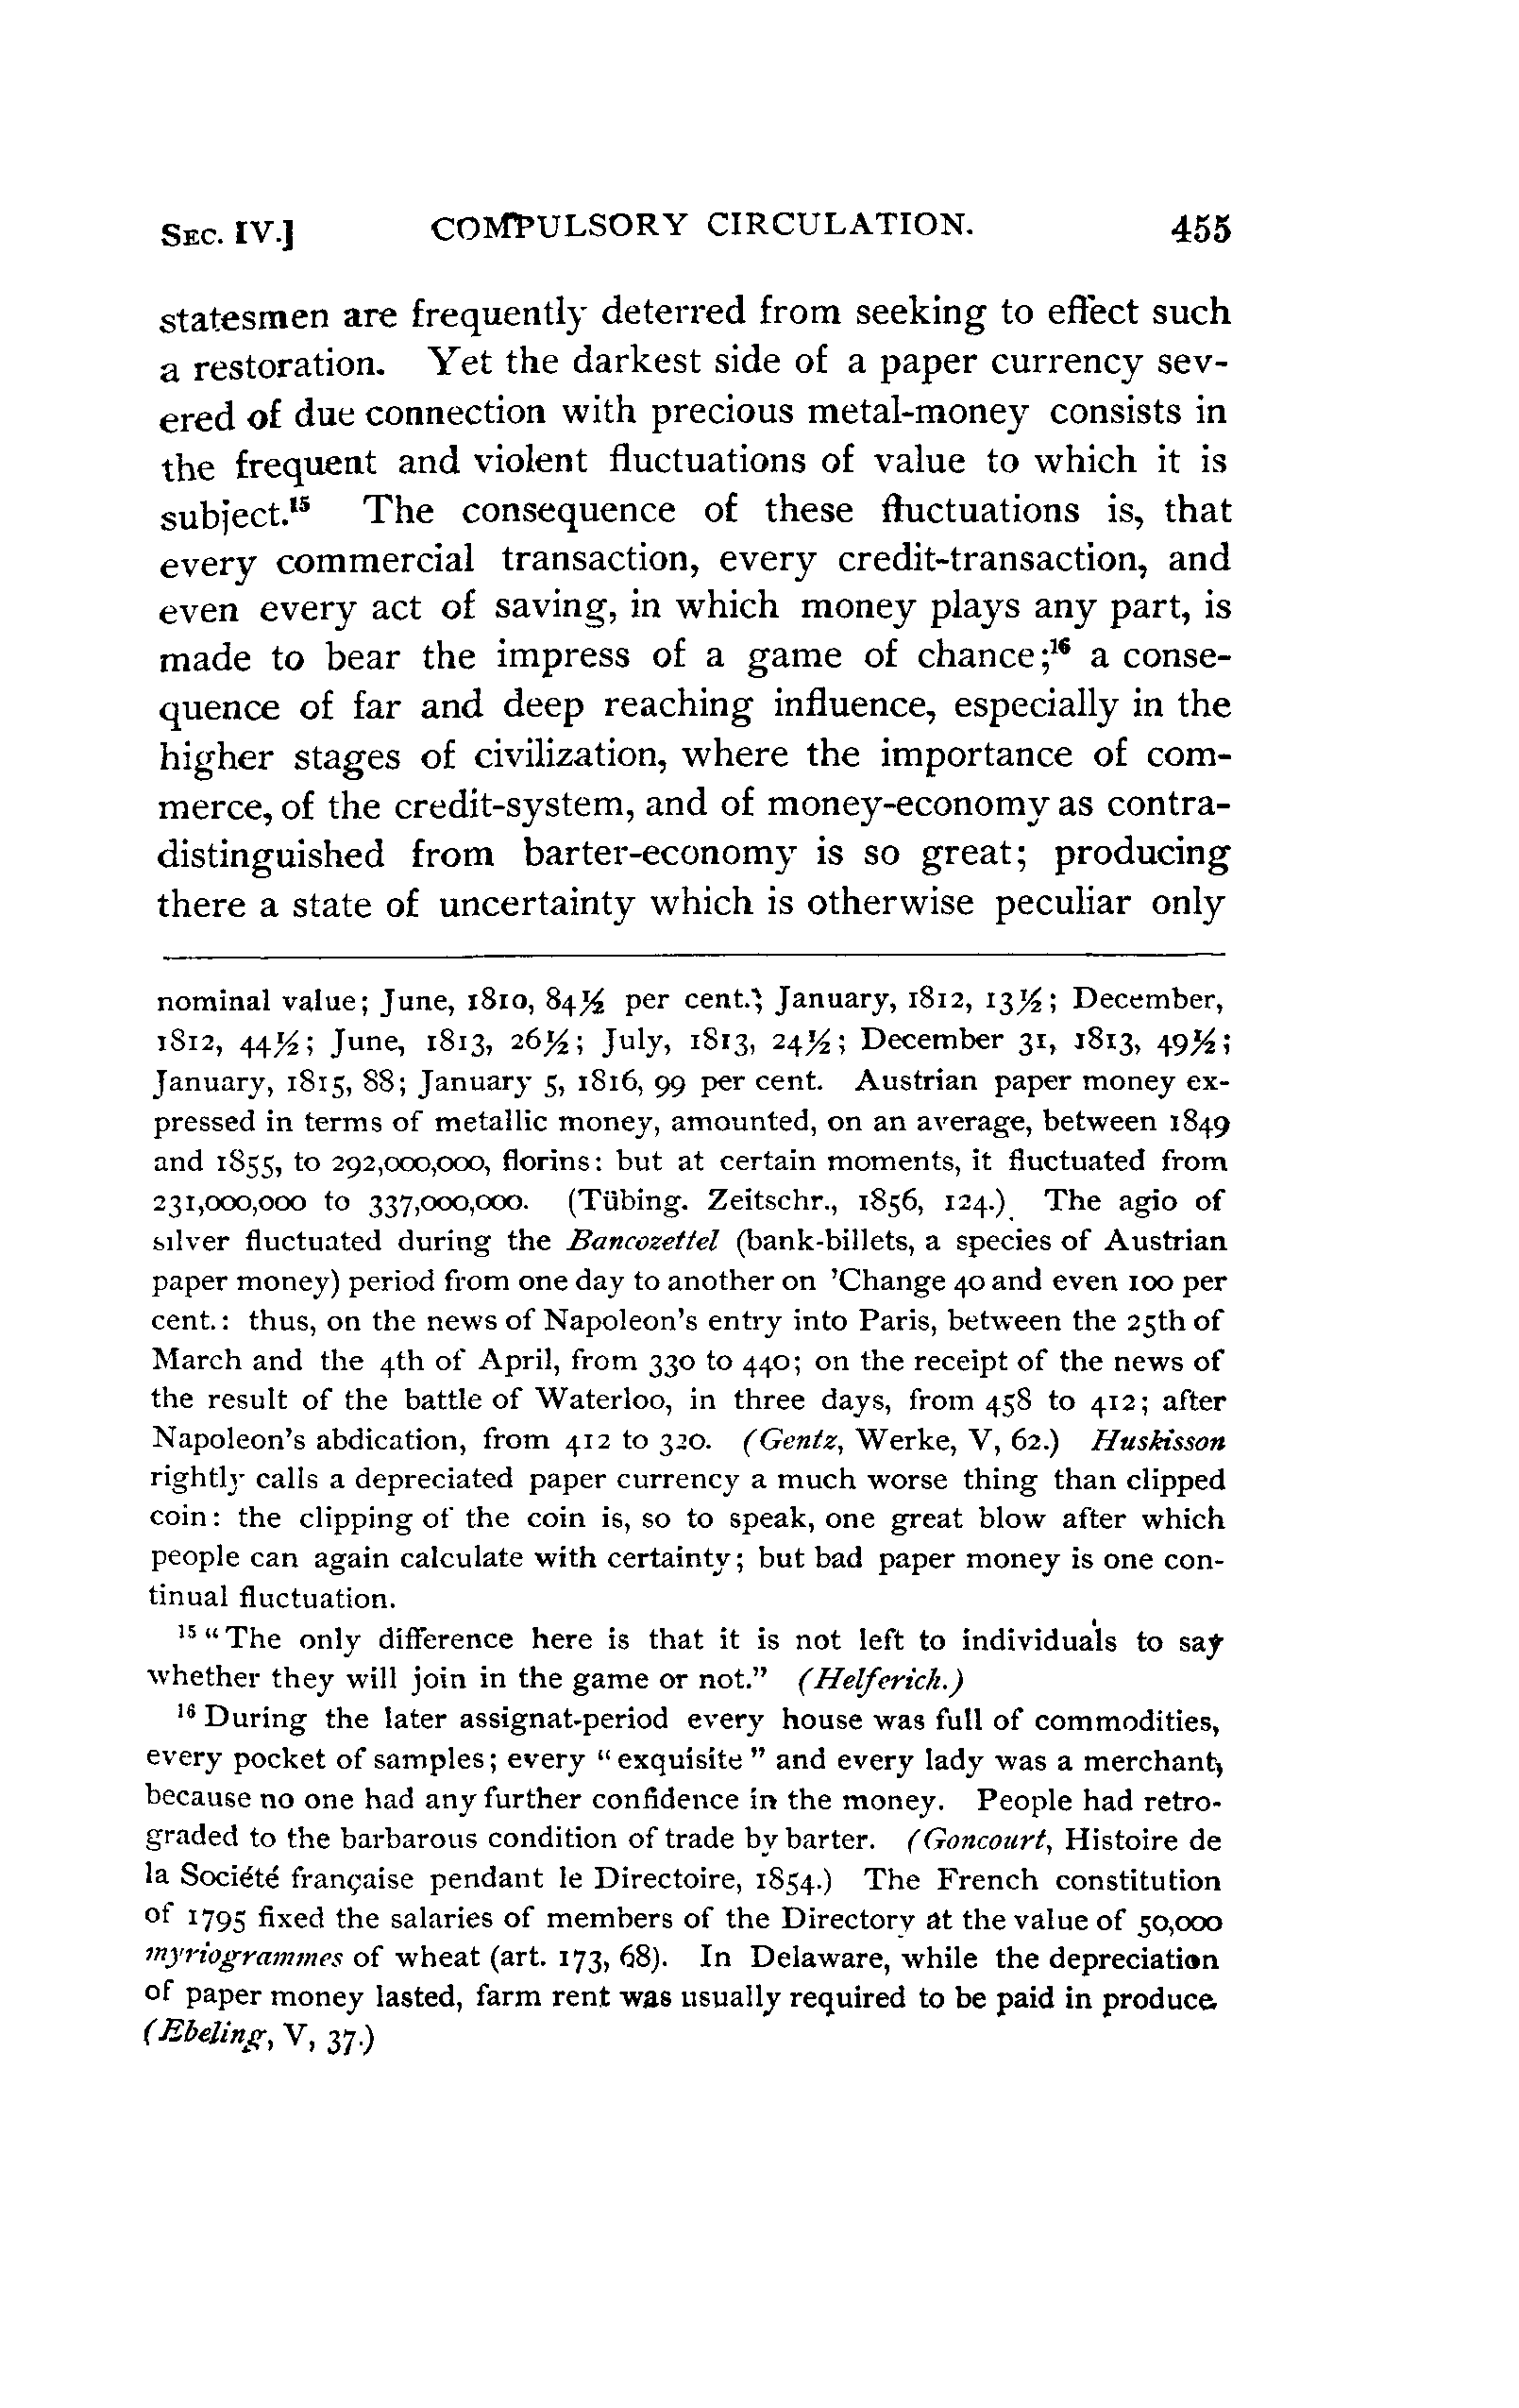 SEC. IV.] COMPULSORY CIRCULATION. 455
statesmen are frequently deterred from seeking to effect such
a restoration. Yet the darkest side of a paper currency sev-
ered of due connection with precious metal-money consists in
the frequent and violent fluctuations of value to which it is
subject.¹⁵ The consequence of these fluctuations is, that
every commercial transaction, every credit-transaction, and
even every act of saving, in which money plays any part, is
made to bear the impress of a game of chance;¹⁶ a conse-
quence of far and deep reaching influence, especially in the
higher stages of civilization, where the importance of com-
merce, of the credit-system, and of money-economy as contra-
distinguished from barter-economy is so great; producing
there a state of uncertainty which is otherwise peculiar only
nominal value; June, 1810, 84½ per cent.; January, 1812, 13½; December,
1812, 44½; June, 1813, 26½; July, 1813, 24½; December 31, 1813, 49½;
January, 1815, 88; January 5, 1816, 99 per cent. Austrian paper money ex-
pressed in terms of metallic money, amounted, on an average, between 1849
and 1855, to 292,000,000, florins: but at certain moments, it fluctuated from
231,000,000 to 337,000,000. (Tübing. Zeitschr., 1856, 124.) The agio of
silver fluctuated during the Bancozettel (bank-billets, a species of Austrian
paper money) period from one day to another on 'Change 40 and even 100 per
cent.: thus, on the news of Napoleon's entry into Paris, between the 25th of
March and the 4th of April, from 330 to 440; on the receipt of the news of
the result of the battle of Waterloo, in three days, from 458 to 412; after
Napoleon's abdication, from 412 to 320. (Gentz, Werke, V, 62.) Huskisson
rightly calls a depreciated paper currency a much worse thing than clipped
coin: the clipping of the coin is, so to speak, one great blow after which
people can again calculate with certainty; but bad paper money is one con-
tinual fluctuation.
¹⁵ "The only difference here is that it is not left to individuals to say
whether they will join in the game or not." (Helferich.)
¹⁶ During the later assignat-period every house was full of commodities,
every pocket of samples; every "exquisite" and every lady was a merchant,
because no one had any further confidence in the money. People had retro-
graded to the barbarous condition of trade by barter. (Goncourt, Histoire de
la Société française pendant le Directoire, 1854.) The French constitution
of 1795 fixed the salaries of members of the Directory at the value of 50,000
myriogrammes of wheat (art. 173, 68). In Delaware, while the depreciation
of paper money lasted, farm rent was usually required to be paid in produce.
(Ebeling, V, 37.)